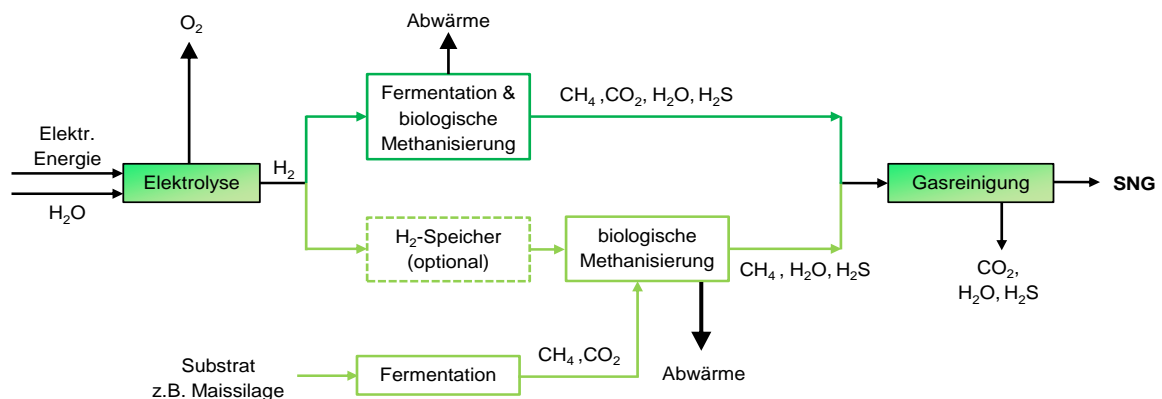 O₂
Abwärme
Fermentation &
biologische
Methanisierung
CH₄ ,CO₂, H₂O, H₂S
Elektr.
Energie
H₂O
Elektrolyse
H₂
Gasreinigung
SNG
H₂-Speicher
(optional)
biologische
Methanisierung
CH₄ , H₂O, H₂S
CO₂,
H₂O, H₂S
Abwärme
CH₄ ,CO₂
Substrat
z.B. Maissilage
Fermentation